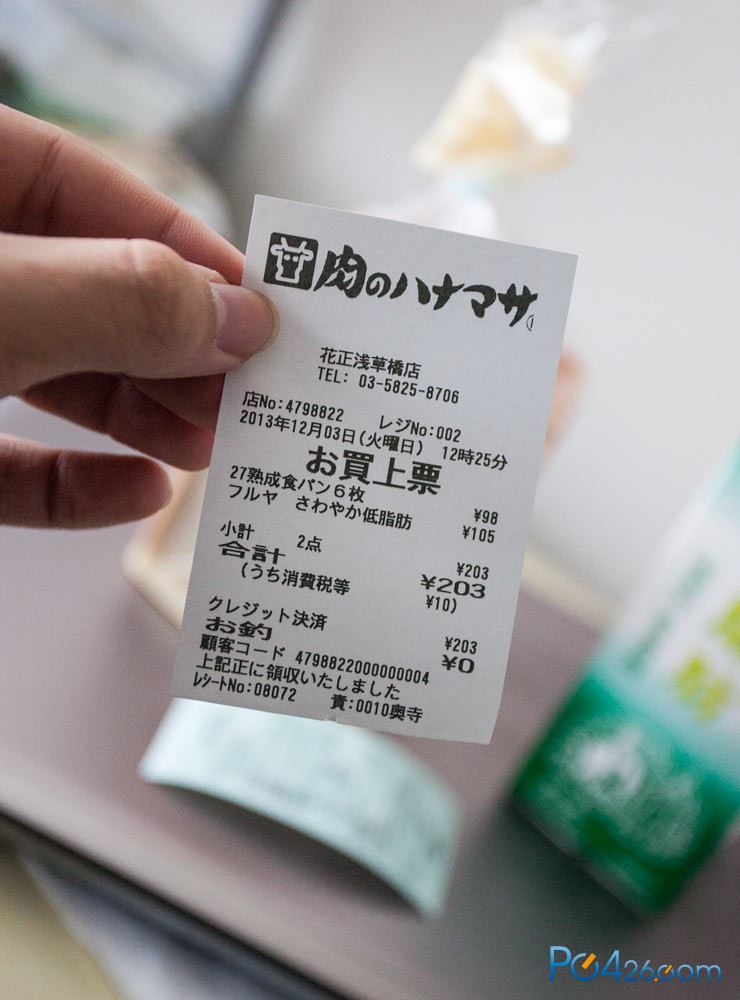 肉のハナマサ
花正浅草橋店
TEL: 03-5825-8706
店No:4798822 レジNo:002
2013年12月03日(火曜日) 12時25分
お買上票
27熟成食パン6枚 ¥98
フルヤ さわやか低脂肪 ¥105
小計 2点 ¥203
合計 ¥203
(うち消費税等 ¥10)
クレジット決済 ¥203
お釣 ¥0
顧客コード 4798822000000004
上記正に領収いたしました
ﾚｼｰﾄNo:08072 責:0010奥寺
PG426.com